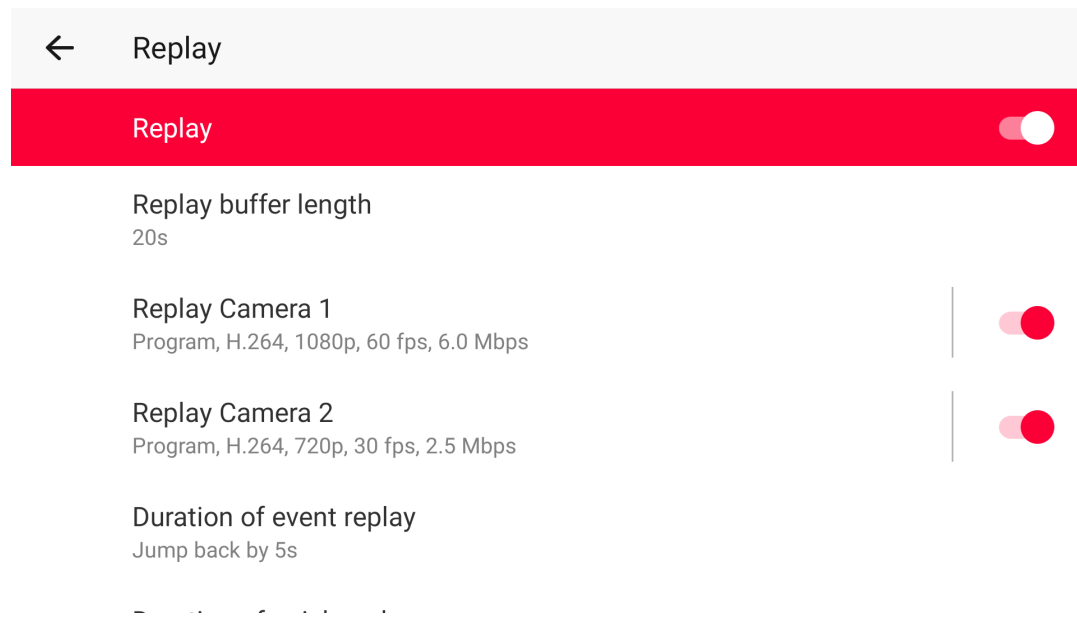 Replay
Replay
Replay buffer length
20s
Replay Camera 1
Program, H.264, 1080p, 60 fps, 6.0 Mbps
Replay Camera 2
Program, H.264, 720p, 30 fps, 2.5 Mbps
Duration of event replay
Jump back by 5s